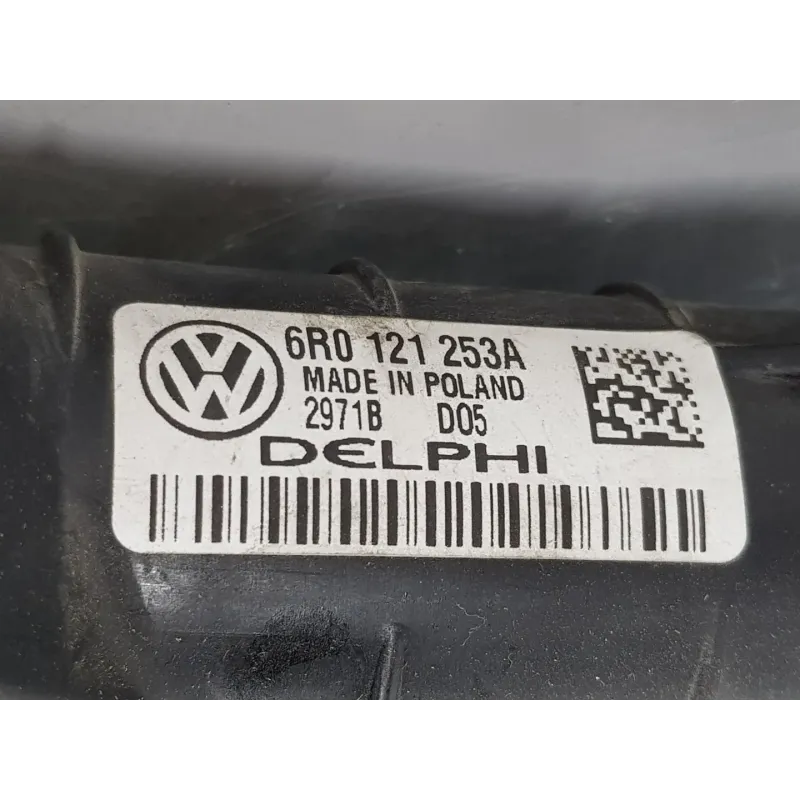 6R0 121 253A
MADE IN POLAND
2971B D05
DELPHI